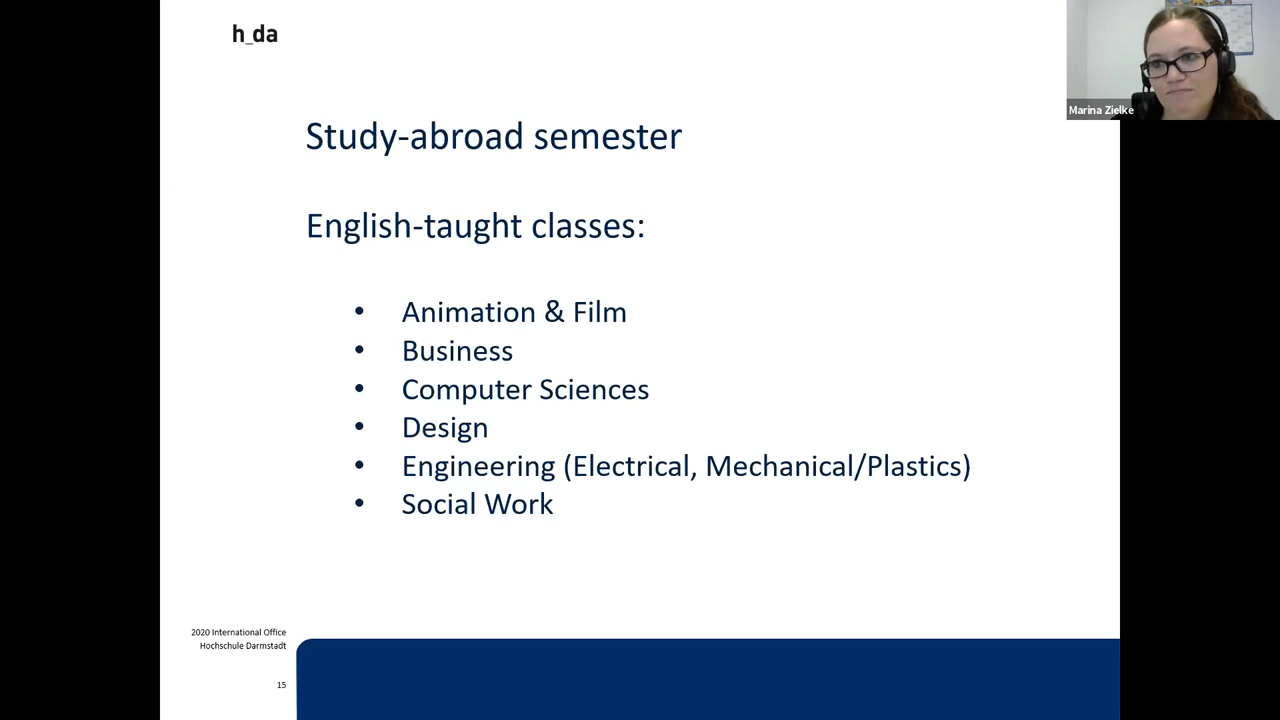 h_da
Marina Zielke
Study-abroad semester
English-taught classes:
• Animation & Film
• Business
• Computer Sciences
• Design
• Engineering (Electrical, Mechanical/Plastics)
• Social Work
2020 International Office
Hochschule Darmstadt
15